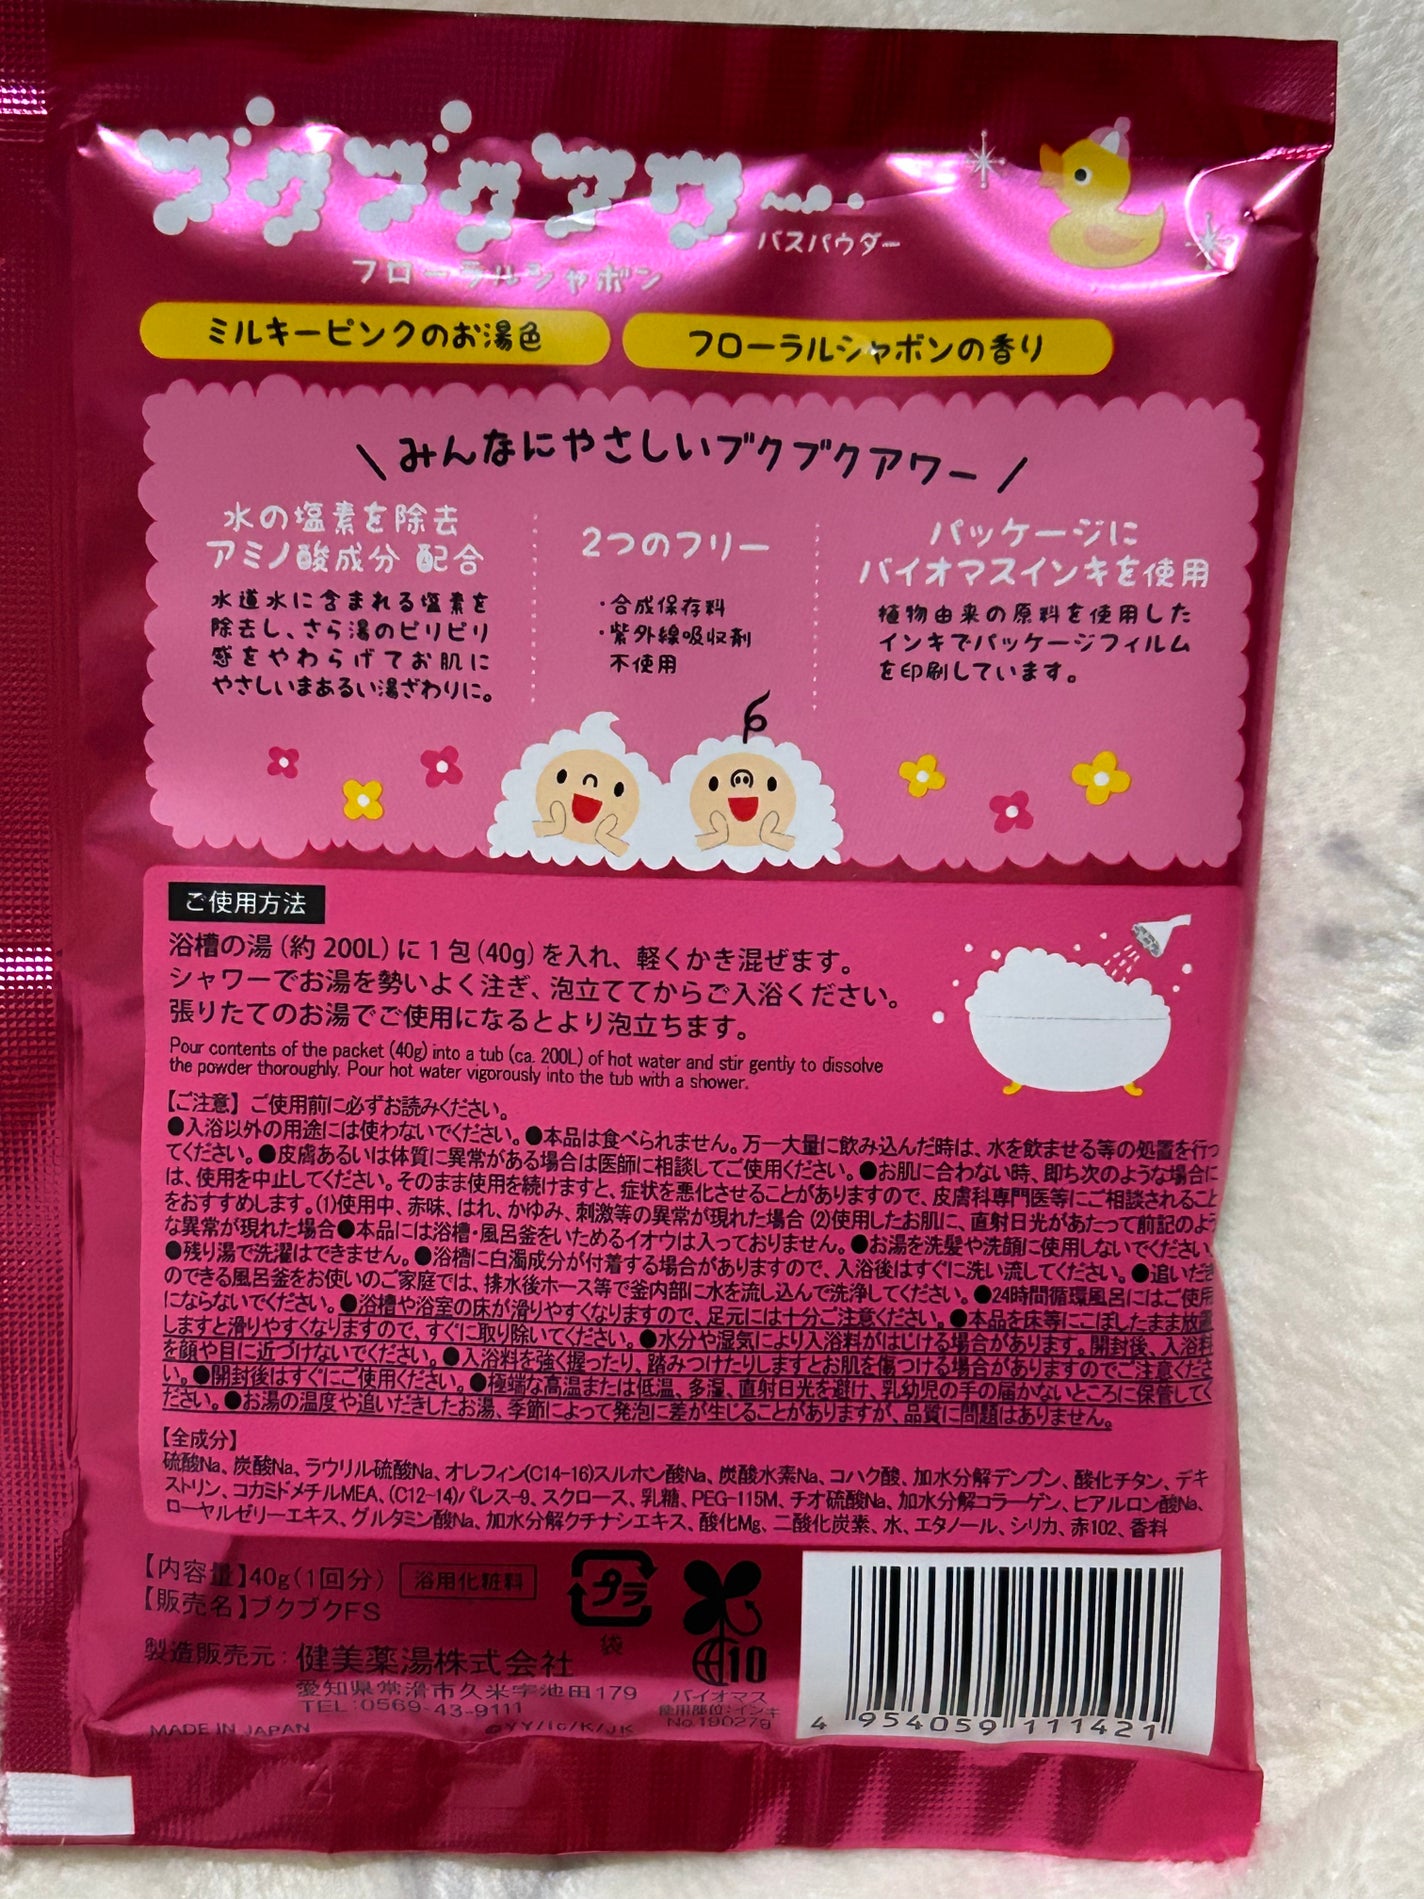 ブクブクアワー
バスパウダー
フローラルシャボン
ミルキーピンクのお湯色
フローラルシャボンの香り
みんなにやさしいブクブクアワー
水の塩素を除去
アミノ酸成分 配合
水道水に含まれる塩素を
除去し、さら湯のピリピリ
感をやわらげてお肌に
やさしいまあるい湯ざわりに。
2つのフリー
・合成保存料
・紫外線吸収剤
不使用
パッケージに
バイオマスインキを使用
植物由来の原料を使用した
インキでパッケージフィルム
を印刷しています。
ご使用方法
浴槽の湯(約 200L)に 1 包(40g)を入れ、軽くかき混ぜます。
シャワーでお湯を勢いよく注ぎ、泡立ててからご入浴ください。
張りたてのお湯でご使用になるとより泡立ちます。
Pour contents of the packet (40g) into a tub (ca. 200L) of hot water and stir gently to dissolve
the powder thoroughly. Pour hot water vigorously into the tub with a shower.
【ご注意】ご使用前に必ずお読みください。
●入浴以外の用途には使わないでください。●本品は食べられません。万一大量に飲み込んだ時は、水を飲ませる等の処置を行っ
てください。●皮膚あるいは体質に異常がある場合は医師に相談してご使用ください。●お肌に合わない時、即ち次のような場合に
は、使用を中止してください。そのまま使用を続けますと、症状を悪化させることがありますので、皮膚科専門医等にご相談されること
をおすすめします。(1)使用中、赤味、はれ、かゆみ、刺激等の異常が現れた場合 (2)使用したお肌に、直射日光があたって前記のよう
な異常が現れた場合●本品には浴槽・風呂釜をいためるイオウは入っておりません。●お湯を洗髪や洗顔に使用しないでください。
●残り湯で洗濯はできません。●浴槽に白濁成分が付着する場合がありますので、入浴後はすぐに洗い流してください。●追いだき
のできる風呂釜をお使いのご家庭では、排水後ホース等で釜内部に水を流し込んで洗浄してください。●24時間循環風呂にはご使用
にならないでください。●浴槽や浴室の床が滑りやすくなりますので、足元には十分ご注意ください。●本品を床等にこぼしたまま放置
しますと滑りやすくなりますので、すぐに取り除いてください。●水分や湿気により入浴料がはじける場合があります。開封後、入浴料
を顔や目に近づけないでください。●入浴料を強く握ったり、踏みつけたりしますとお肌を傷つける場合がありますのでご注意くださ
い。●開封後はすぐにご使用ください。●極端な高温または低温、多湿、直射日光を避け、乳幼児の手の届かないところに保管してく
ださい。●お湯の温度や追いだきしたお湯、季節によって発泡に差が生じることがありますが、品質に問題はありません。
【全成分】
硫酸Na、炭酸Na、ラウリル硫酸Na、オレフィン(C14-16)スルホン酸Na、炭酸水素Na、コハク酸、加水分解デンプン、酸化チタン、デキ
ストリン、コカミドメチルMEA、(C12-14)パレス-9、スクロース、乳糖、PEG-115M、チオ硫酸Na、加水分解コラーゲン、ヒアルロン酸Na、
ローヤルゼリーエキス、グルタミン酸Na、加水分解クチナシエキス、酸化Mg、二酸化炭素、水、エタノール、シリカ、赤102、香料
【内容量】40g(1回分) 浴用化粧料
【販売名】ブクブクFS
プラ
袋
製造販売元：健美薬湯株式会社
愛知県常滑市久米字池田179
TEL:0569-43-9111
MADE IN JAPAN
©YY/IC/K/JK
10
バイオマス
使用部位:インキ
No.190279
4 954059 111421